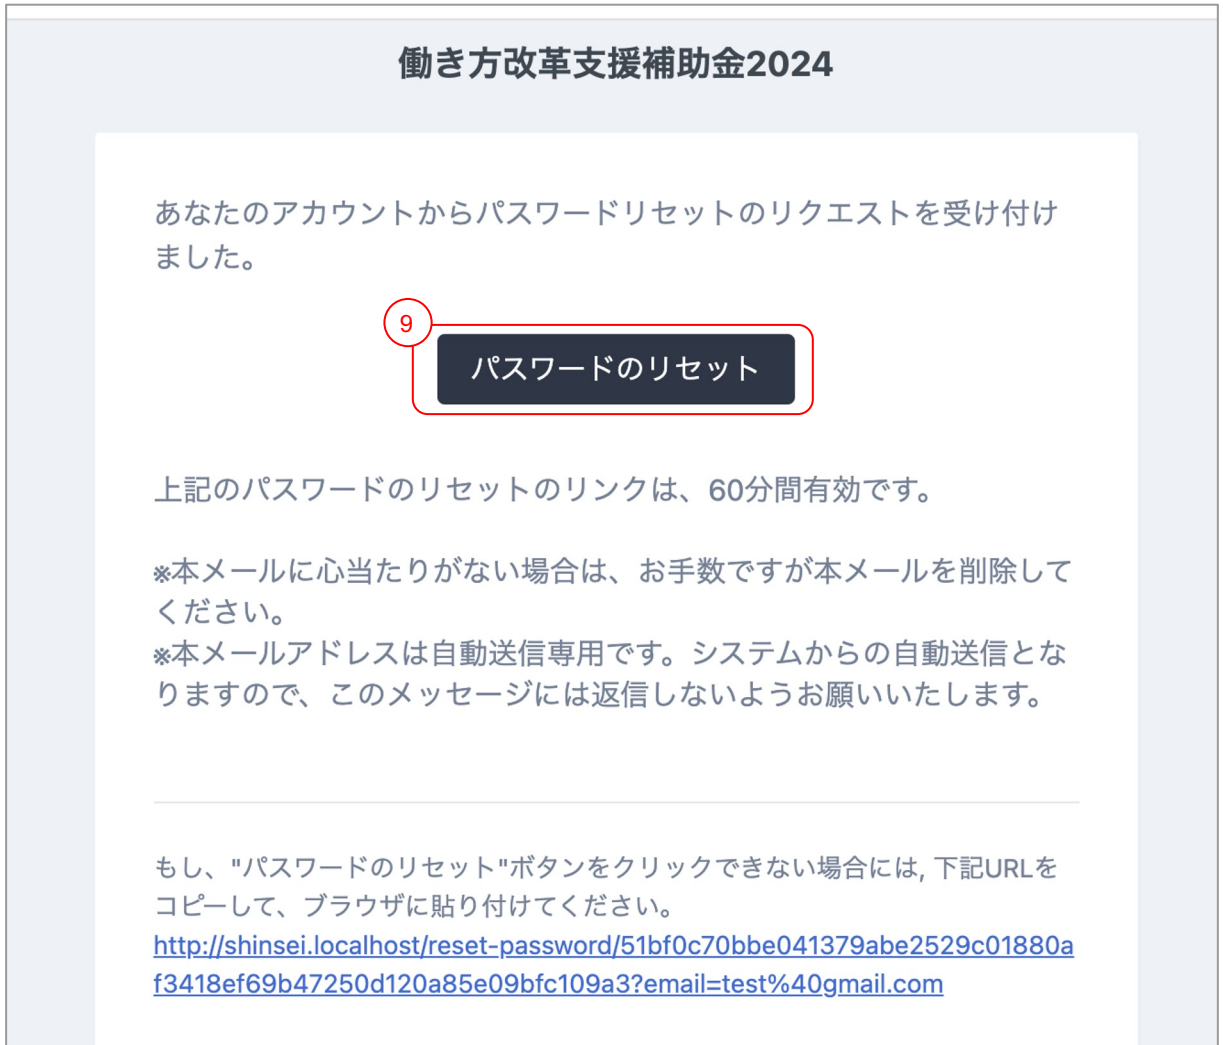 働き方改革支援補助金2024
あなたのアカウントからパスワードリセットのリクエストを受け付け
ました。
9
パスワードのリセット
上記のパスワードのリセットのリンクは、60分間有効です。
※本メールに心当たりがない場合は、お手数ですが本メールを削除して
ください。
※本メールアドレスは自動送信専用です。システムからの自動送信とな
りますので、このメッセージには返信しないようお願いいたします。
もし、"パスワードのリセット"ボタンをクリックできない場合には, 下記URLを
コピーして、ブラウザに貼り付けてください。
http://shinsei.localhost/reset-password/51bf0c70bbe041379abe2529c01880a
f3418ef69b47250d120a85e09bfc109a3?email=test%40gmail.com